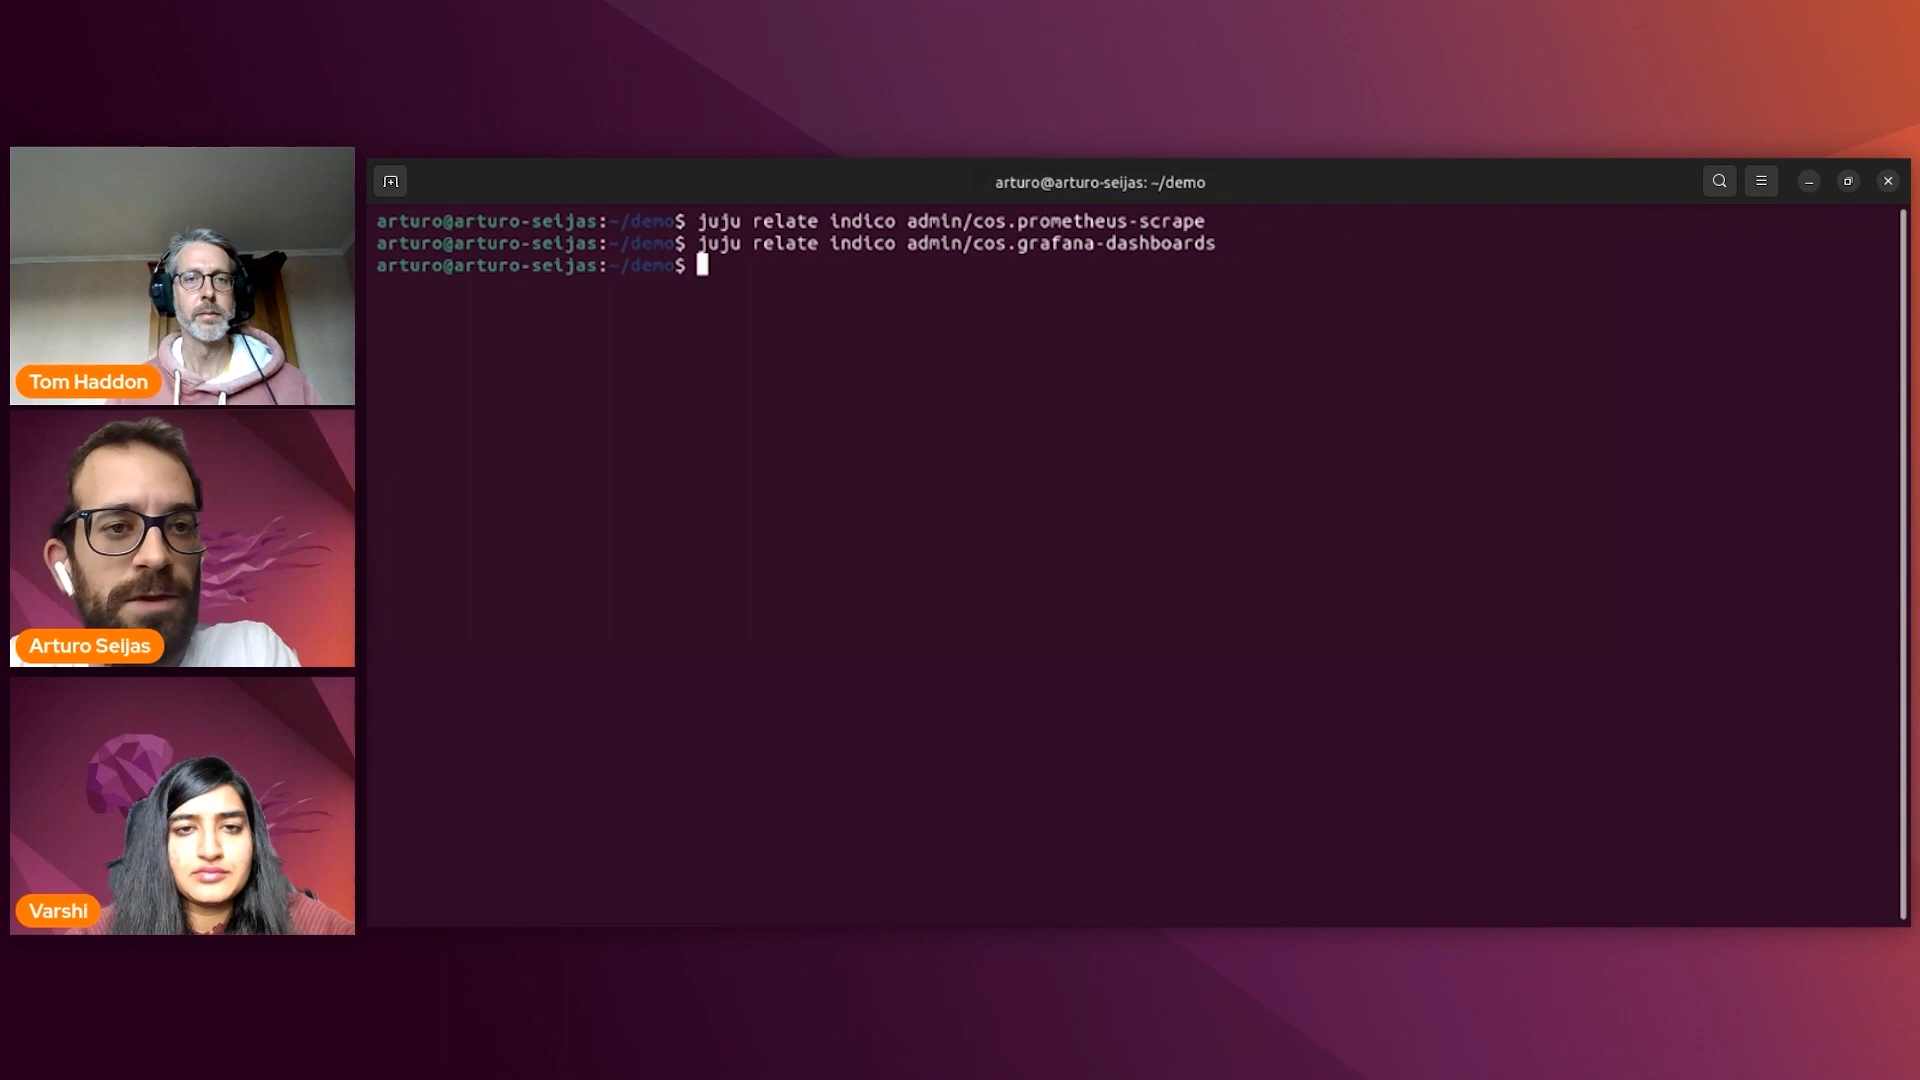 arturo@arturo-seijas: ~/demo
arturo@arturo-seijas:~/demo$ juju relate indico admin/cos.prometheus-scrape
arturo@arturo-seijas:~/demo$ juju relate indico admin/cos.grafana-dashboards
arturo@arturo-seijas:~/demo$
Tom Haddon
Arturo Seijas
Varshi